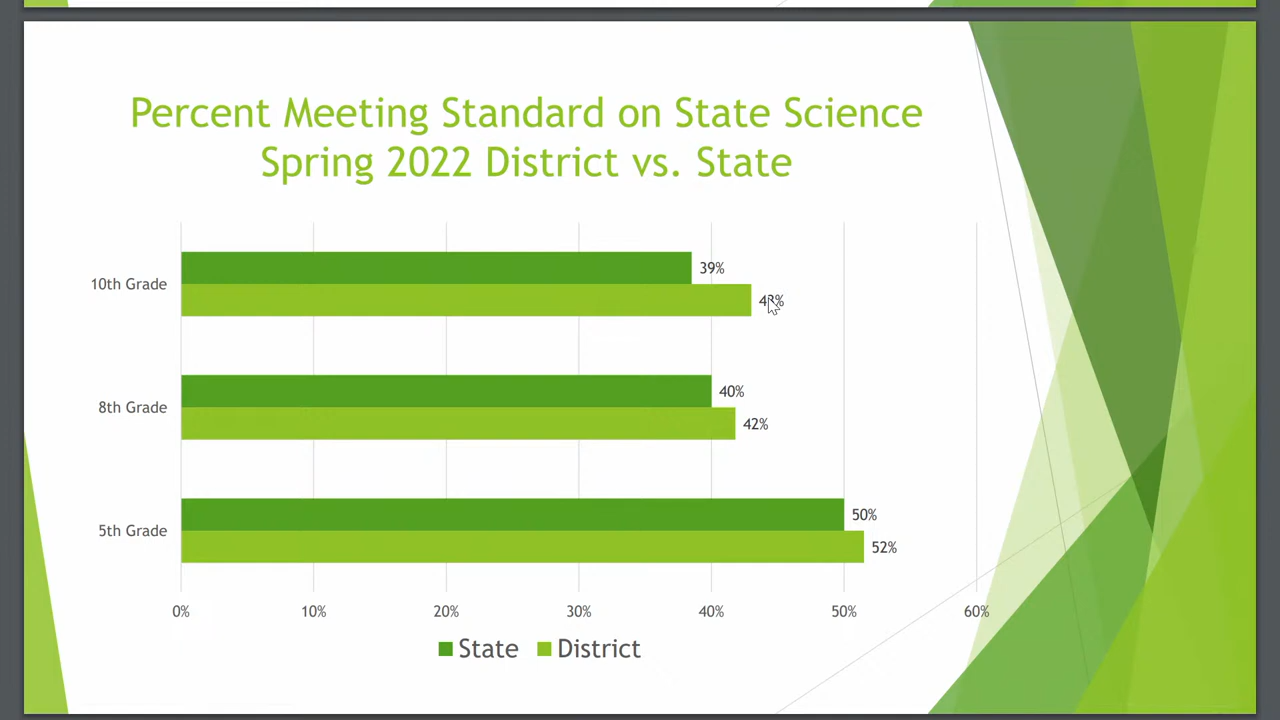 Percent Meeting Standard on State Science
Spring 2022 District vs. State
10th Grade
39%
43%
8th Grade
40%
42%
5th Grade
50%
52%
0% 10% 20% 30% 40% 50% 60%
State District